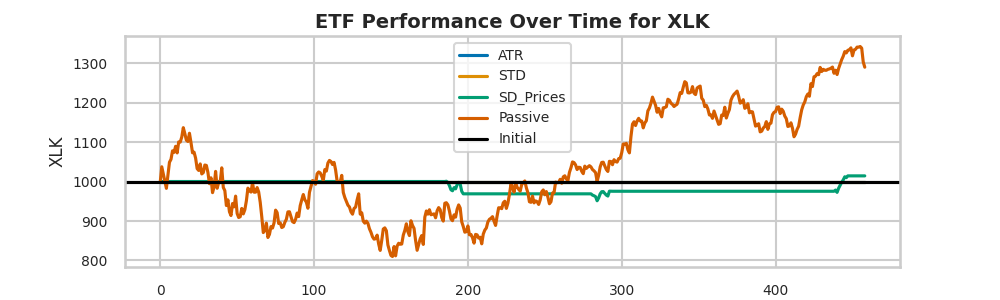 ETF Performance Over Time for XLK
XLK
1300
1200
1100
1000
900
800
ATR
STD
SD_Prices
Passive
Initial
0 100 200 300 400